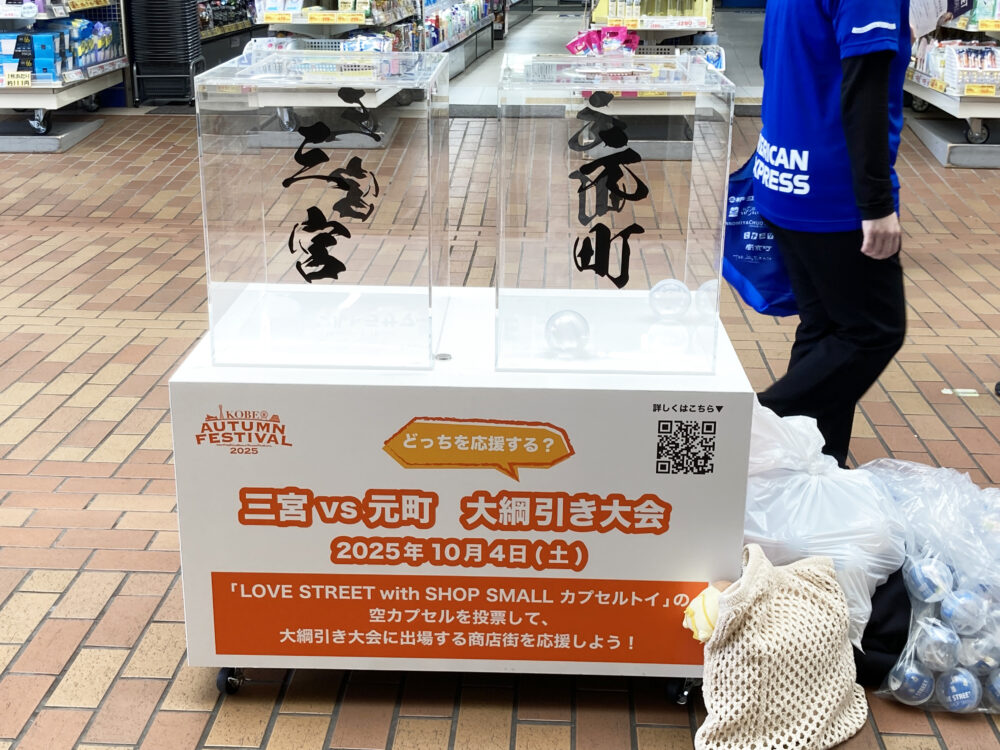 三宮
元町
ERICAN
PRESS
KOBE
AUTUMN
FESTIVAL
2025
どっちを応援する？
詳しくはこちら▼
三宮 vs 元町 大綱引き大会
2025年10月4日(土)
「LOVE STREET with SHOP SMALL カプセルトイ」の
空カプセルを投票して、
大綱引き大会に出場する商店街を応援しよう！